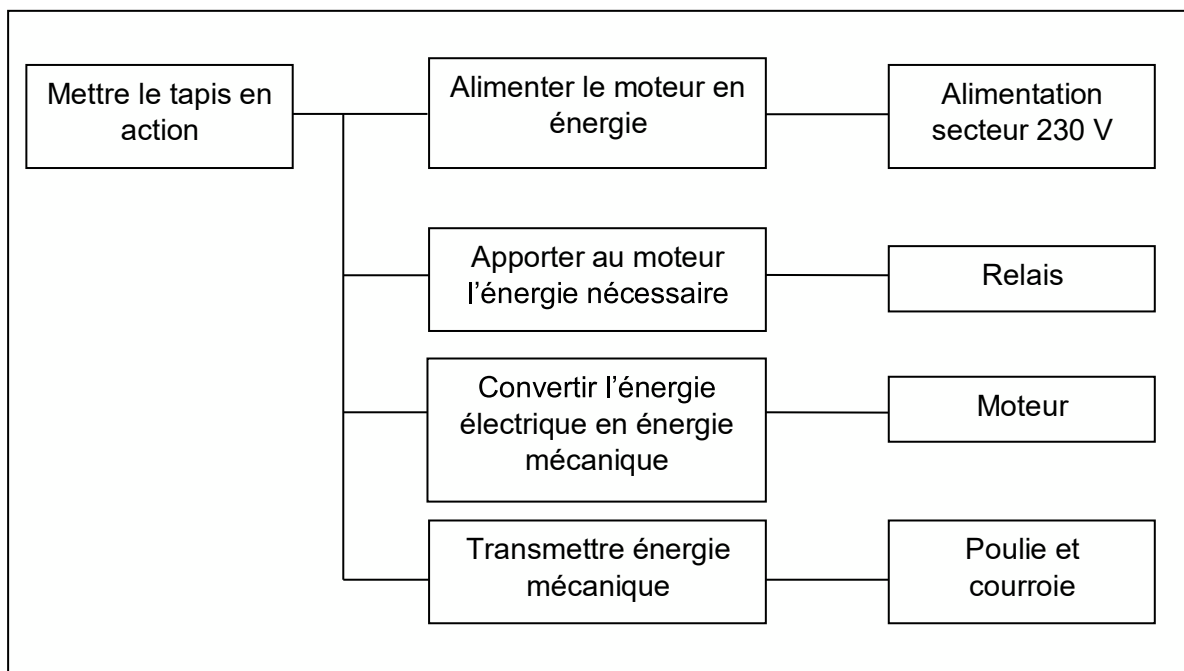 Mettre le tapis en
action
Alimenter le moteur en
énergie
Alimentation
secteur 230 V
Apporter au moteur
l’énergie nécessaire
Relais
Convertir l’énergie
électrique en énergie
mécanique
Moteur
Transmettre énergie
mécanique
Poulie et
courroie